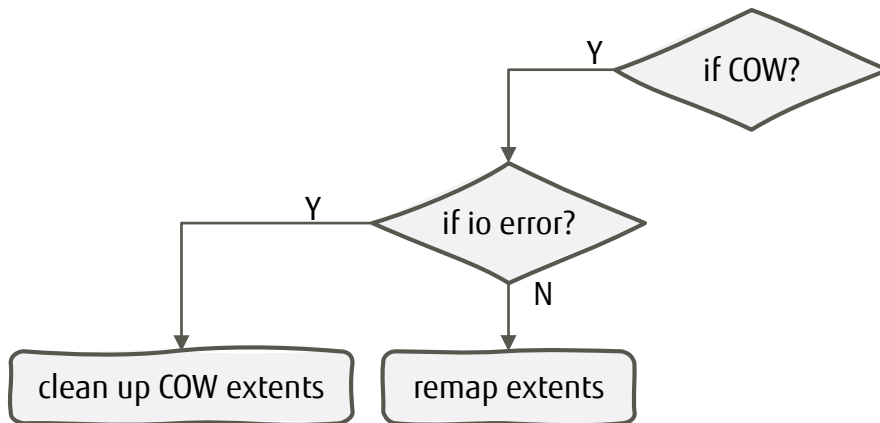 if COW?
Y
if io error?
Y
N
clean up COW extents
remap extents